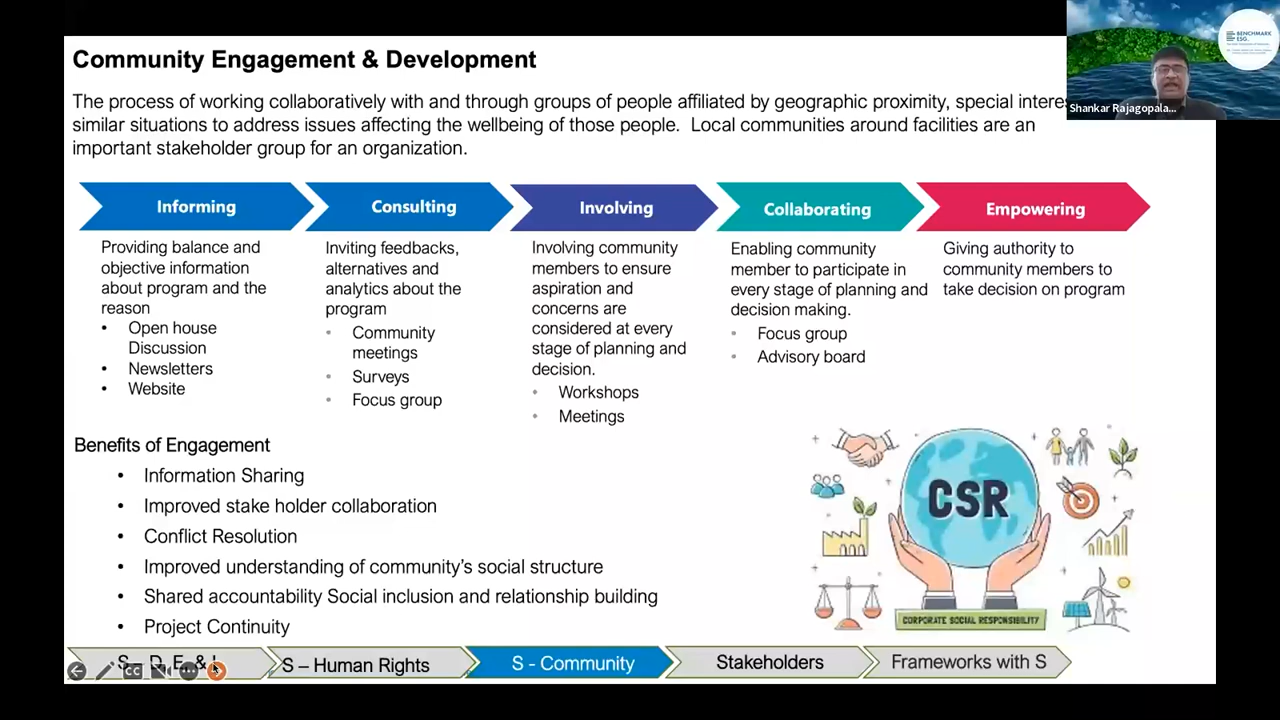 Community Engagement & Development
The process of working collaboratively with and through groups of people affiliated by geographic proximity, special
similar situations to address issues affecting the wellbeing of those people. Local communities around facilities are an
important stakeholder group for an organization.
BENCHMARK
ESG
Shankar Rajagopala...
Informing
Providing balance and
objective information
about program and the
reason
• Open house
Discussion
• Newsletters
• Website
Consulting
Inviting feedbacks,
alternatives and
analytics about the
program
• Community
meetings
• Surveys
• Focus group
Involving
Involving community
members to ensure
aspiration and
concerns are
considered at every
stage of planning and
decision.
• Workshops
• Meetings
Collaborating
Enabling community
member to participate in
every stage of planning and
decision making.
• Focus group
• Advisory board
Empowering
Giving authority to
community members to
take decision on program
Benefits of Engagement
• Information Sharing
• Improved stake holder collaboration
• Conflict Resolution
• Improved understanding of community's social structure
• Shared accountability Social inclusion and relationship building
• Project Continuity
CSR
CORPORATE SOCIAL RESPONSIBILITY
S - D, E, & I
S – Human Rights
S - Community
Stakeholders
Frameworks with S
CC